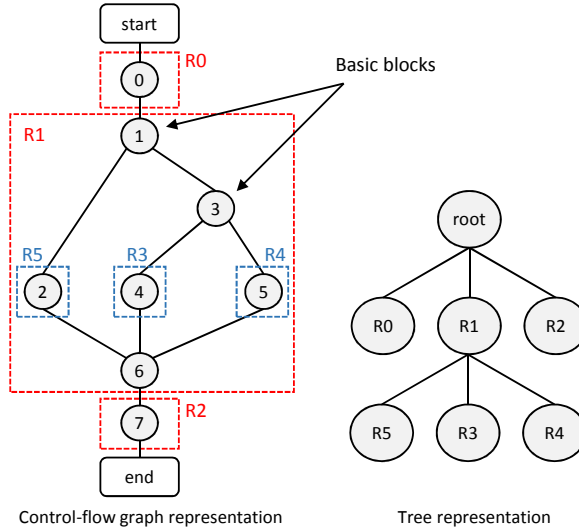 start
R0
0
Basic blocks
R1
1
3
root
R5
R3
R4
2
4
5
R0
R1
R2
6
R2
7
R5
R3
R4
end
Control-flow graph representation
Tree representation